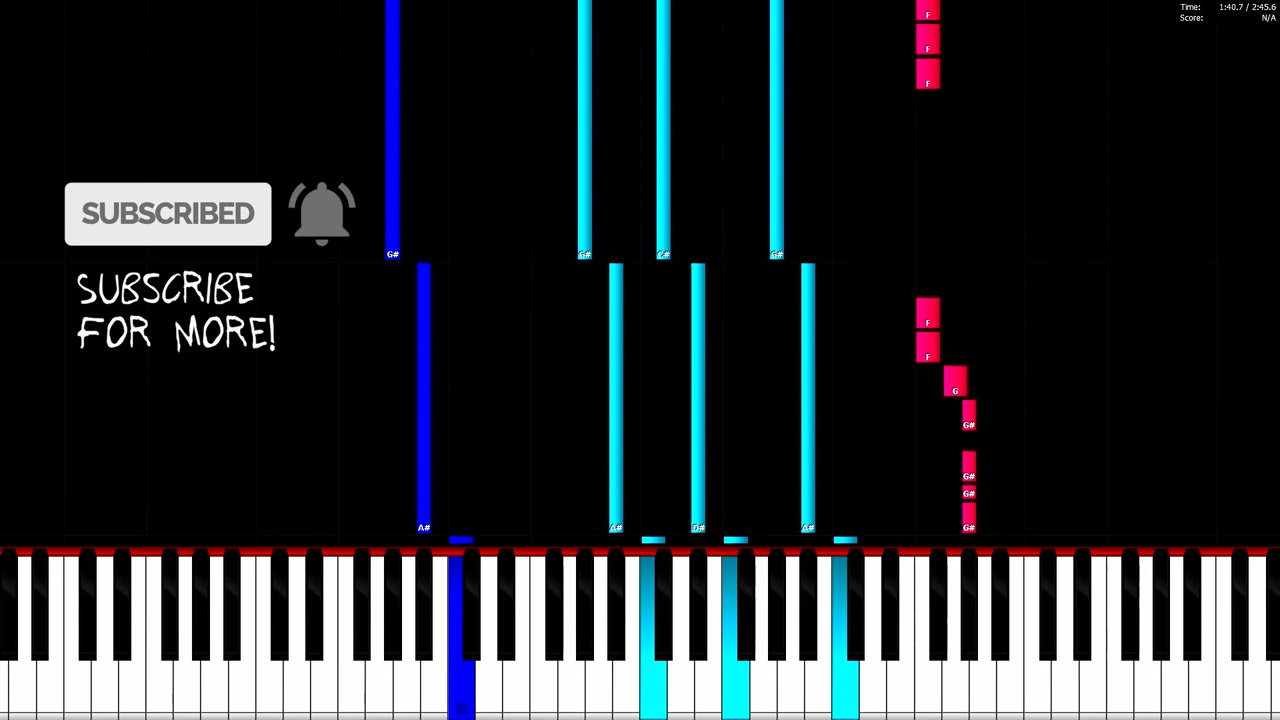 Time: 1:40.7 / 2:45.6
Score: N/A
F
F
F
SUBSCRIBED
G# G# C# G#
SUBSCRIBE
FOR MORE!
F
F
G
G#
G#
G#
A# A# D# A# G#